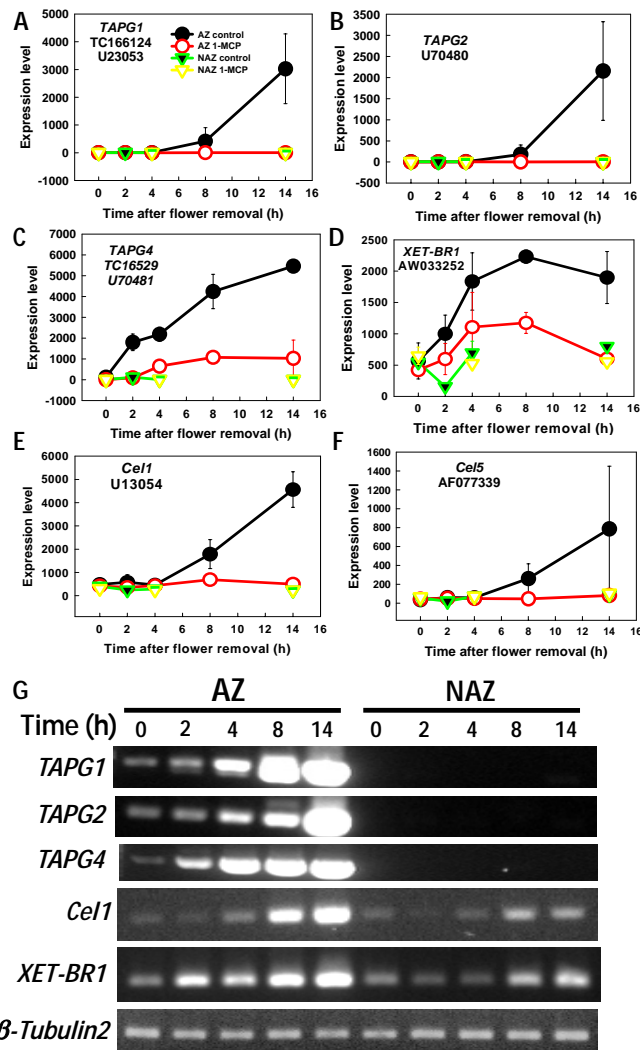 A
TAPG1
TC166124
U23053
AZ control
AZ 1-MCP
NAZ control
NAZ 1-MCP
Expression level
5000
4000
3000
2000
1000
0
-1000
0 2 4 6 8 10 12 14 16
Time after flower removal (h)
B
TAPG2
U70480
Expression level
3500
3000
2500
2000
1500
1000
500
0
-500
0 2 4 6 8 10 12 14 16
Time after flower removal (h)
C
TAPG4
TC16529
U70481
Expression level
7000
6000
5000
4000
3000
2000
1000
0
-1000
0 2 4 6 8 10 12 14 16
Time after flower removal (h)
D
XET-BR1
AW033252
Expression level
2500
2000
1500
1000
500
0
0 2 4 6 8 10 12 14 16
Time after flower removal (h)
E
Cel1
U13054
Expression level
6000
5000
4000
3000
2000
1000
0
0 2 4 6 8 10 12 14 16
Time after flower removal (h)
F
Cel5
AF077339
Expression level
1600
1400
1200
1000
800
600
400
200
0
0 2 4 6 8 10 12 14 16
Time after flower removal (h)
G
AZ NAZ
Time (h) 0 2 4 8 14 0 2 4 8 14
TAPG1
TAPG2
TAPG4
Cel1
XET-BR1
β-Tubulin2